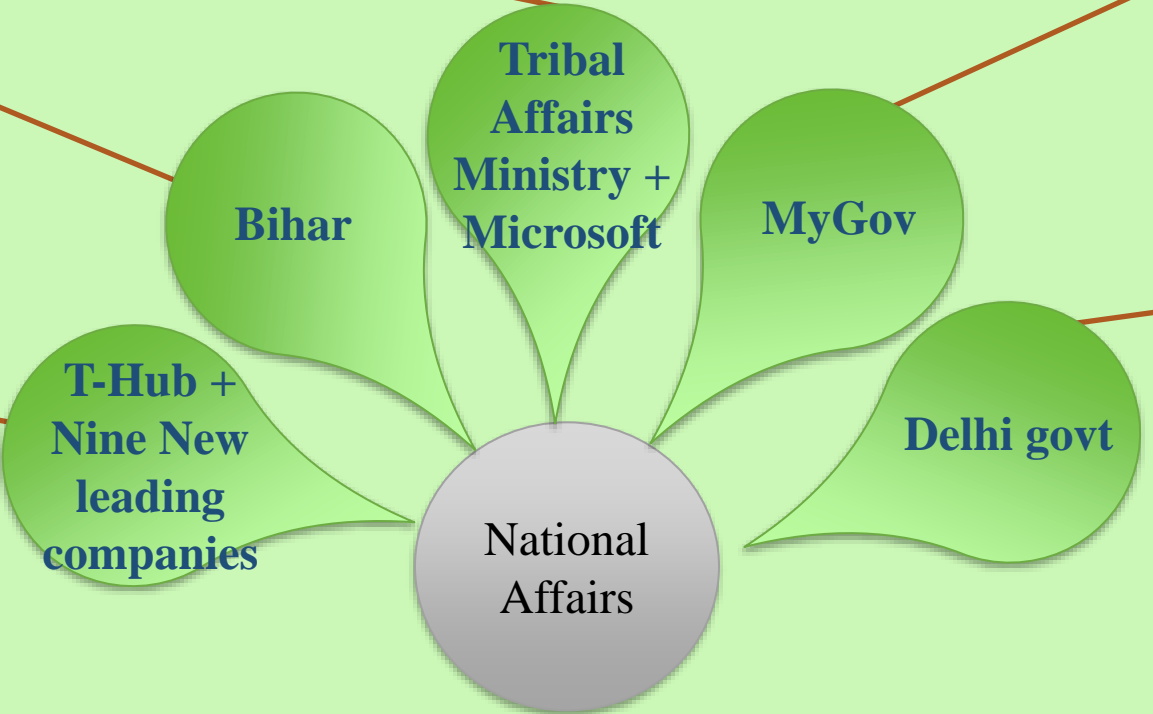 T-Hub +
Nine New
leading
companies
Bihar
Tribal
Affairs
Ministry +
Microsoft
MyGov
Delhi govt
National
Affairs